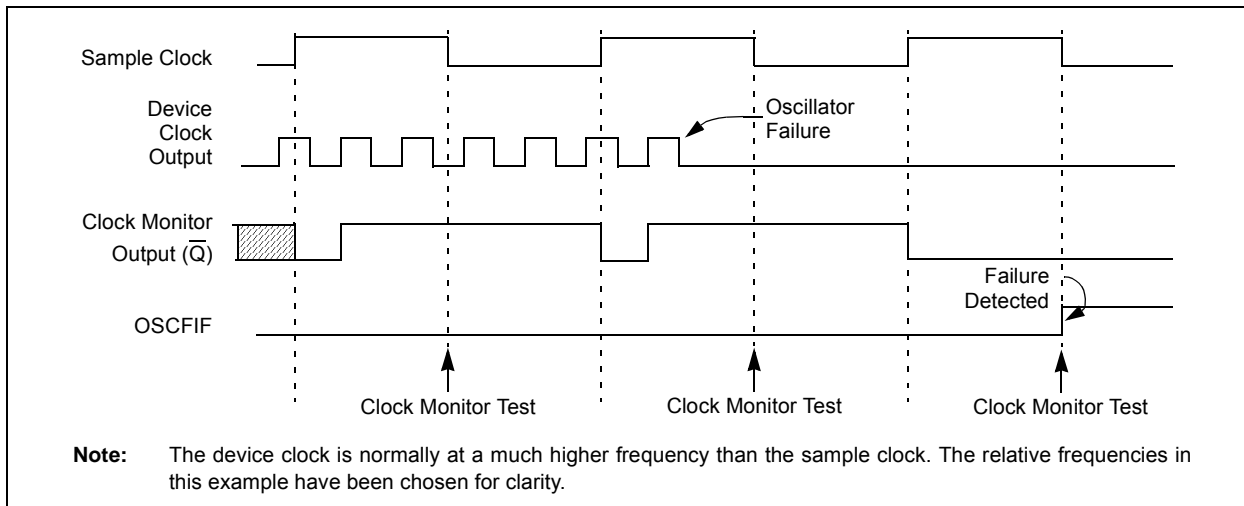 Sample Clock
Device
Clock
Output
Oscillator
Failure
Clock Monitor
Output (Q̅)
Failure
Detected
OSCFIF
Clock Monitor Test
Clock Monitor Test
Clock Monitor Test
Note: The device clock is normally at a much higher frequency than the sample clock. The relative frequencies in
this example have been chosen for clarity.